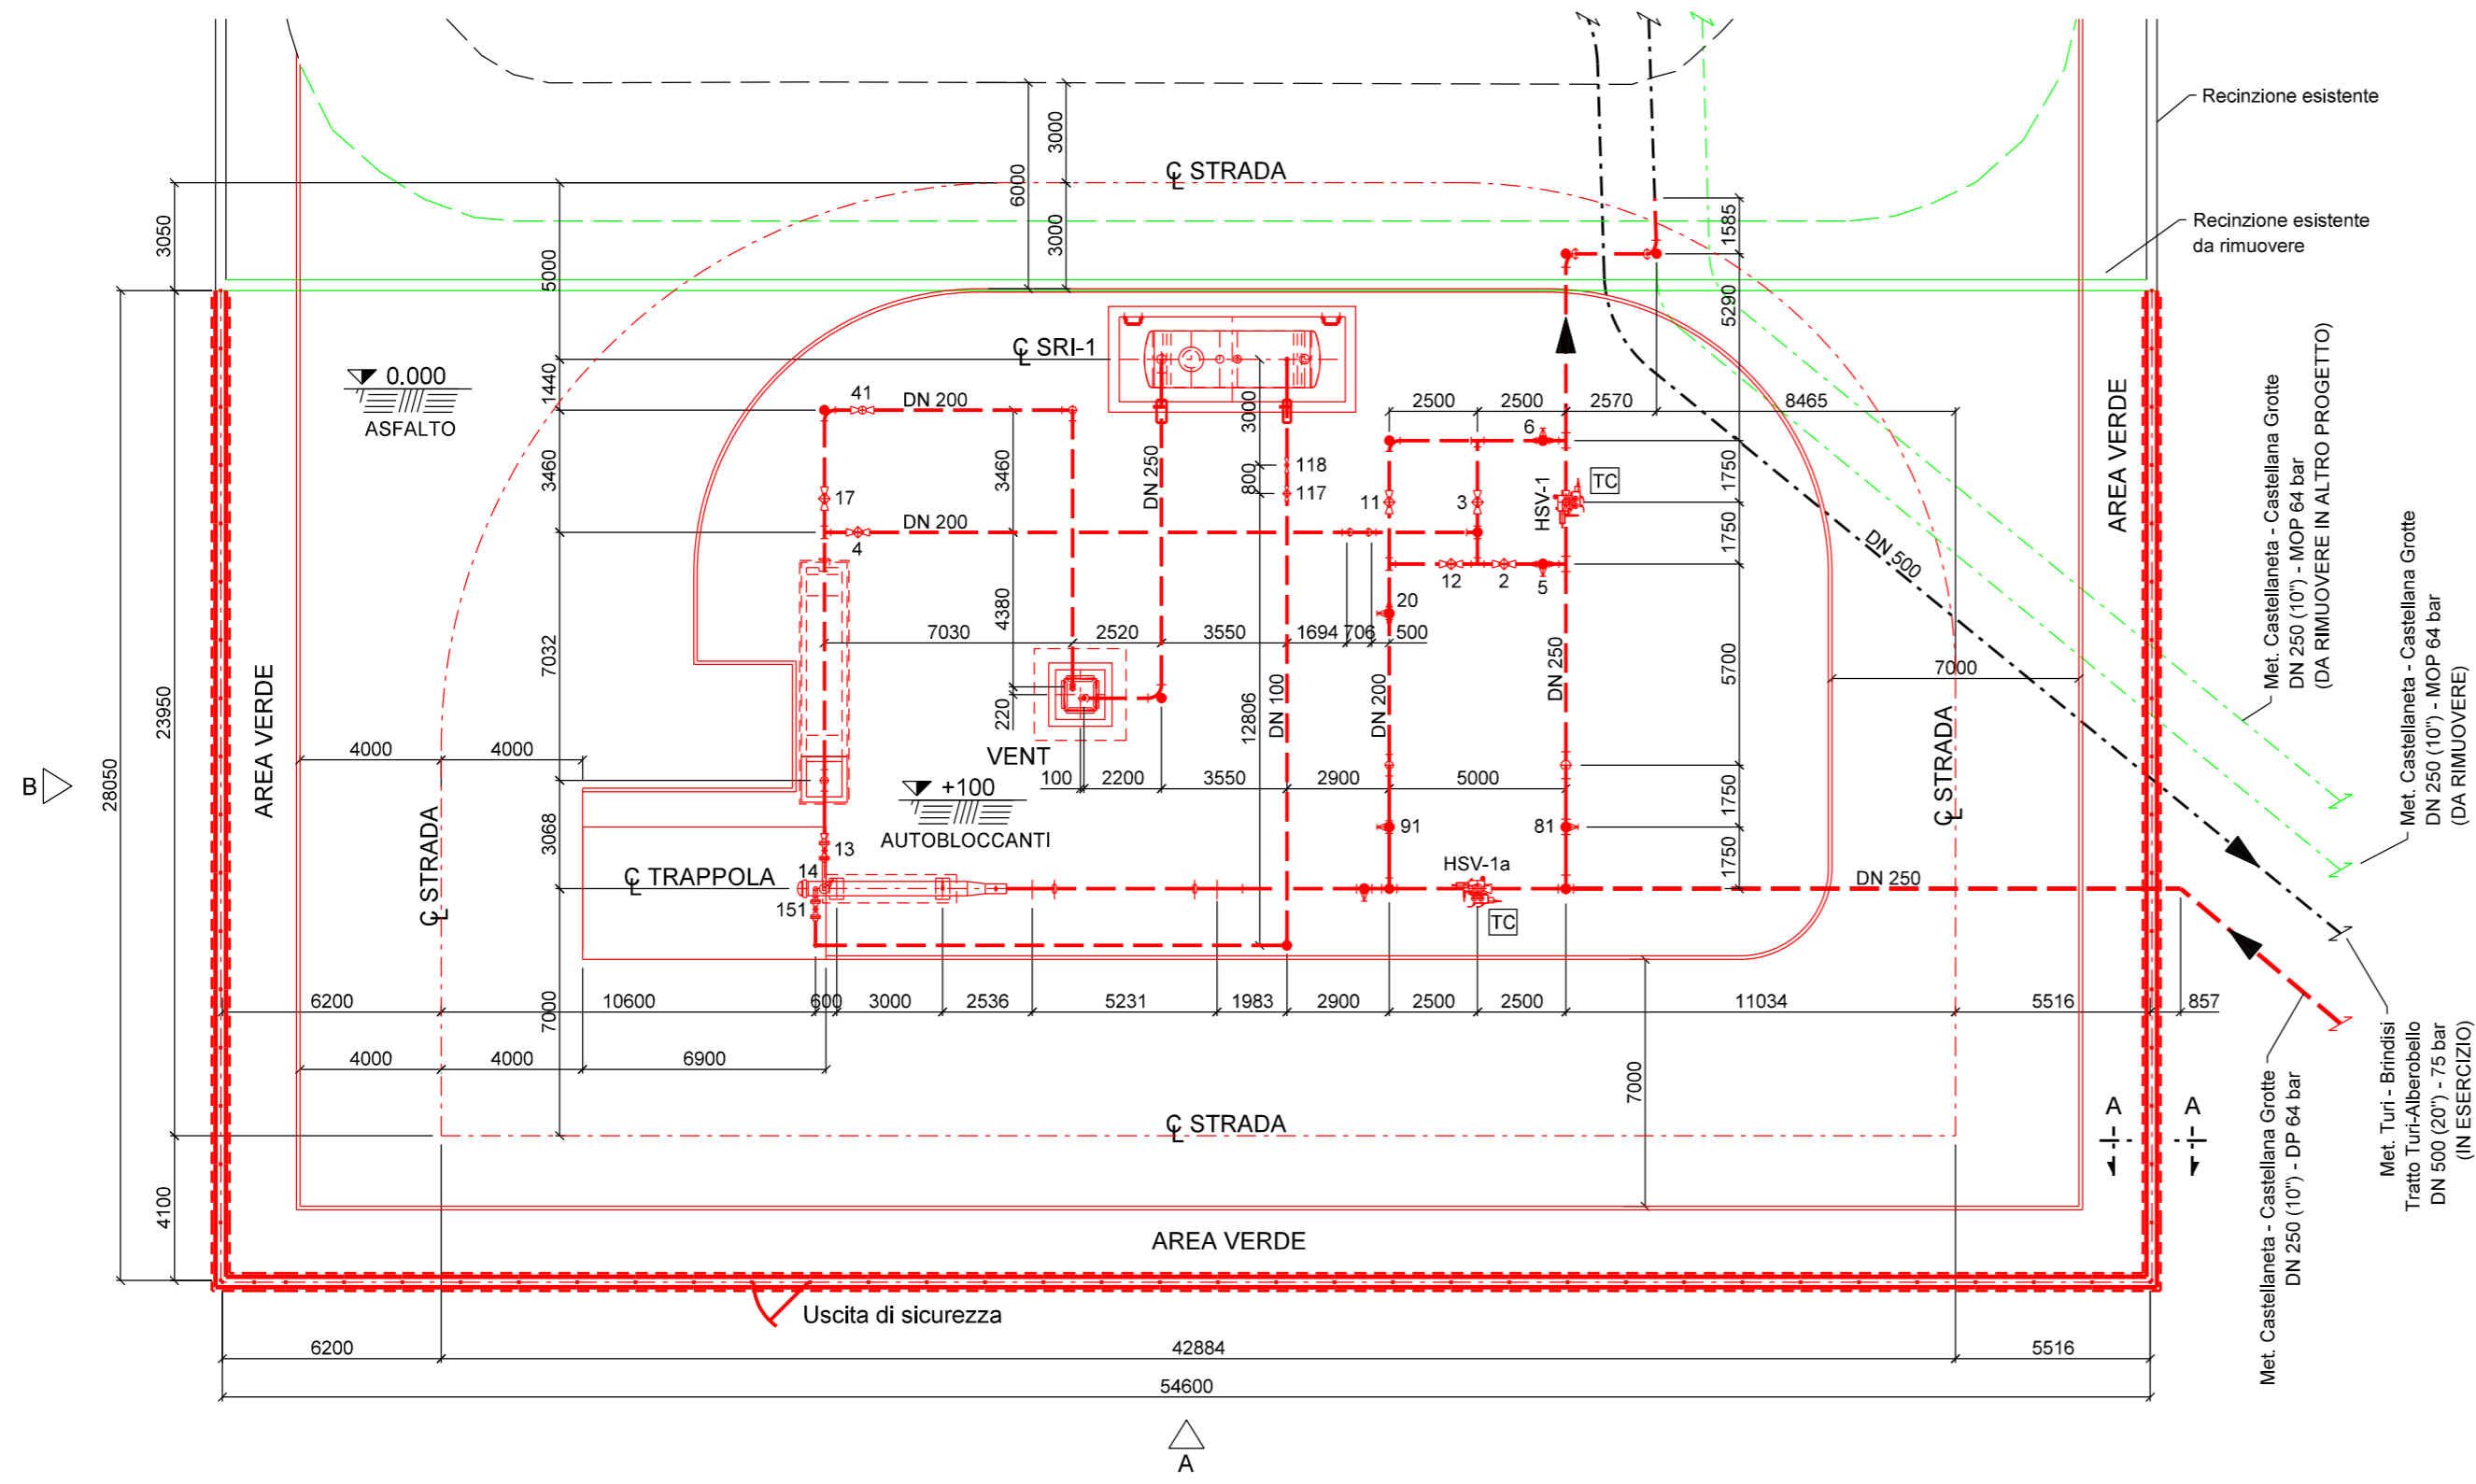 Recinzione esistente
3000
6000
℄ STRADA
3050
3000
1585
Recinzione esistente
da rimuovere
5000
5290
℄ SRI-1
0.000
ASFALTO
1440
41
DN 200
3000
2500
2500
2570
8465
6
3460
17
3460
DN 250
800
118
117
11
3
HSV-1
TC
1750
AREA VERDE
4
DN 200
1750
12
2
5
DN 500
20
4380
7030
2520
3550
1694
706
500
7032
5700
7000
28050
23950
AREA VERDE
220
12806
DN 100
DN 200
DN 250
℄ STRADA
4000
4000
VENT
100
2200
3550
2900
5000
B
+100
AUTOBLOCCANTI
1750
℄ STRADA
3068
13
91
81
1750
℄ TRAPPOLA
14
HSV-1a
DN 250
151
TC
7000
6200
10600
600
3000
2536
5231
1983
2900
2500
2500
11034
5516
857
4000
4000
6900
7000
℄ STRADA
A
A
4100
AREA VERDE
Uscita di sicurezza
6200
42884
5516
54600
A
Met. Castellaneta - Castellana Grotte
DN 250 (10") - MOP 64 bar
(DA RIMUOVERE IN ALTRO PROGETTO)
Met. Castellaneta - Castellana Grotte
DN 250 (10") - MOP 64 bar
(DA RIMUOVERE)
Met. Castellaneta - Castellana Grotte
DN 250 (10") - DP 64 bar
Met. Turi - Brindisi
Tratto Turi-Alberobello
DN 500 (20") - 75 bar
(IN ESERCIZIO)